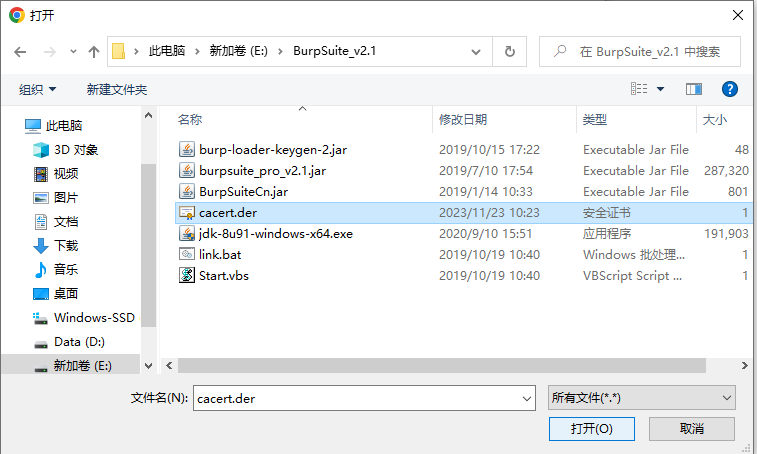 打开
此电脑 新加卷 (E:) BurpSuite_v2.1 在 BurpSuite_v2.1 中搜索
组织 新建文件夹
此电脑
3D 对象
视频
图片
文档
下载
音乐
桌面
Windows-SSD
Data (D:)
新加卷 (E:)
名称 修改日期 类型 大小
burp-loader-keygen-2.jar 2019/10/15 17:22 Executable Jar File 48
burpsuite_pro_v2.1.jar 2019/7/10 17:54 Executable Jar File 287,320
BurpSuiteCn.jar 2019/1/14 10:33 Executable Jar File 801
cacert.der 2023/11/23 10:23 安全证书 1
jdk-8u91-windows-x64.exe 2020/9/10 15:51 应用程序 191,903
link.bat 2019/10/19 10:40 Windows 批处理... 1
Start.vbs 2019/10/19 10:40 VBScript Script ... 1
文件名(N): cacert.der 所有文件(*.*)
打开(O) 取消